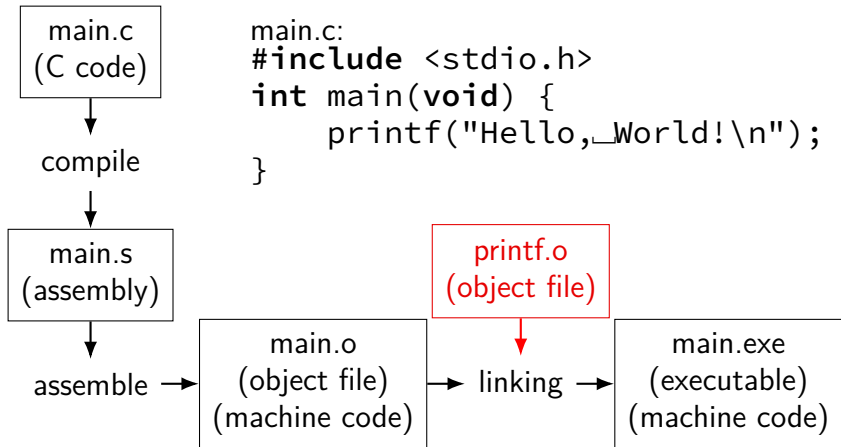 main.c
(C code)
compile
main.s
(assembly)
assemble
main.c:
#include <stdio.h>
int main(void) {
    printf("Hello,␣World!\n");
}
printf.o
(object file)
main.o
(object file)
(machine code)
linking
main.exe
(executable)
(machine code)